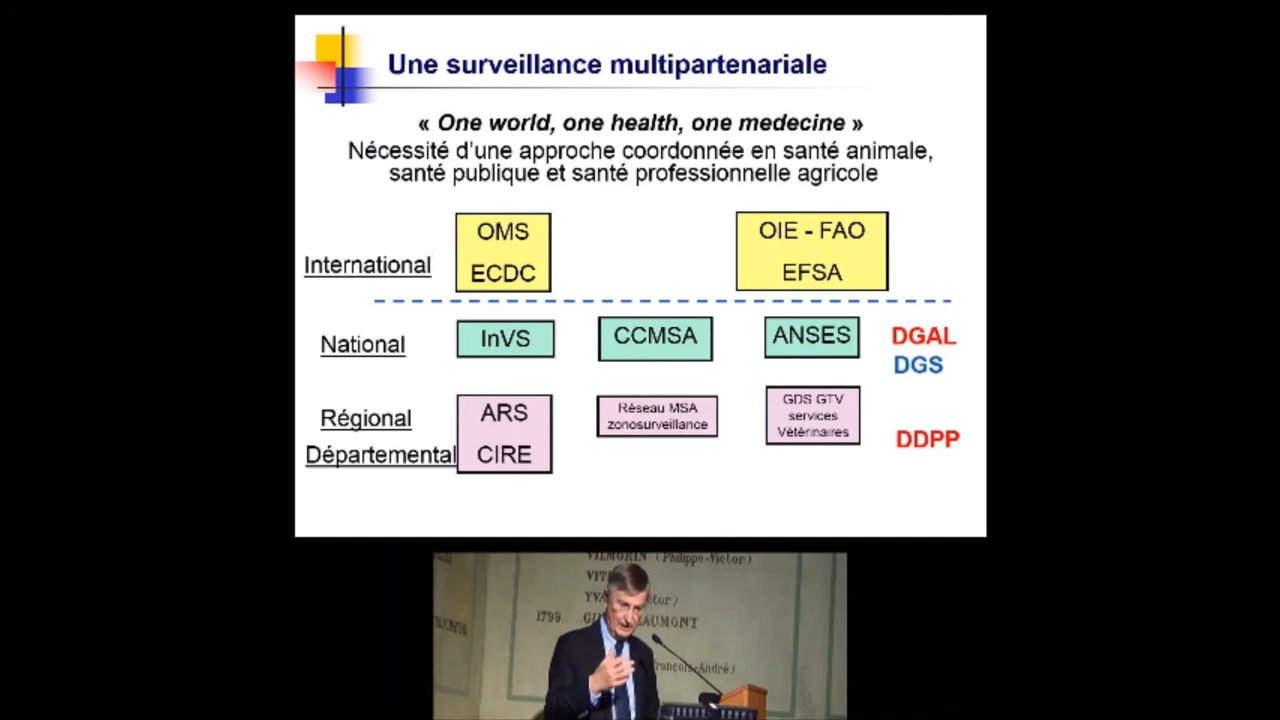 Une surveillance multipartenariale
« One world, one health, one medecine »
Nécessité d'une approche coordonnée en santé animale,
santé publique et santé professionnelle agricole
OMS
ECDC
OIE - FAO
EFSA
International
National
InVS
CCMSA
ANSES
DGAL
DGS
Régional
Départemental
ARS
CIRE
Réseau MSA
zonosurveillance
GDS GTV
services
Vétérinaires
DDPP
VILMORIN (Philippe-Victor)
1799